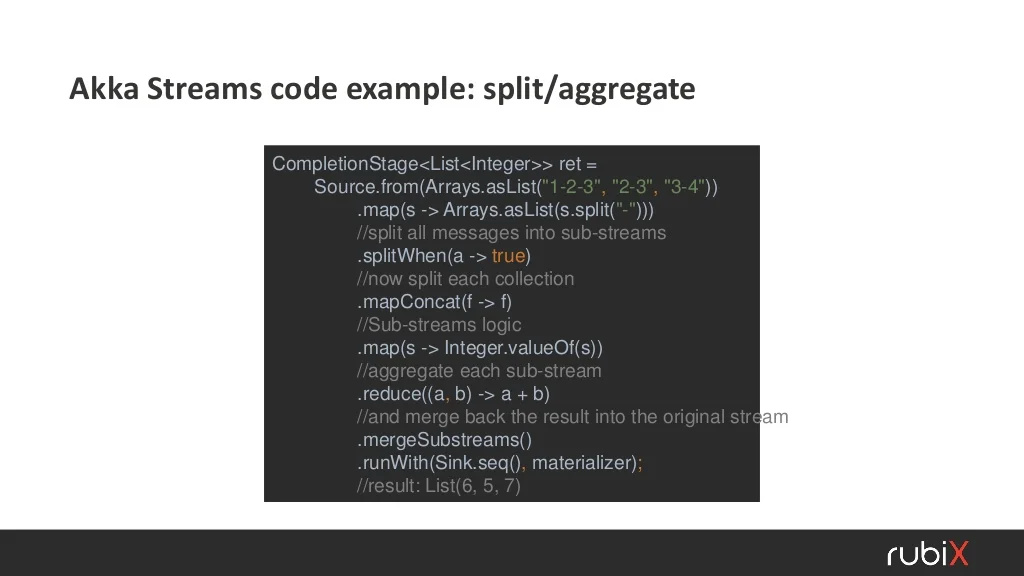 Akka Streams code example: split/aggregate
CompletionStage<List<Integer>> ret =
Source.from(Arrays.asList("1-2-3", "2-3", "3-4"))
.map(s -> Arrays.asList(s.split("-")))
//split all messages into sub-streams
.splitWhen(a -> true)
//now split each collection
.mapConcat(f -> f)
//Sub-streams logic
.map(s -> Integer.valueOf(s))
//aggregate each sub-stream
.reduce((a, b) -> a + b)
//and merge back the result into the original stream
.mergeSubstreams()
.runWith(Sink.seq(), materializer);
//result: List(6, 5, 7)
rubiX